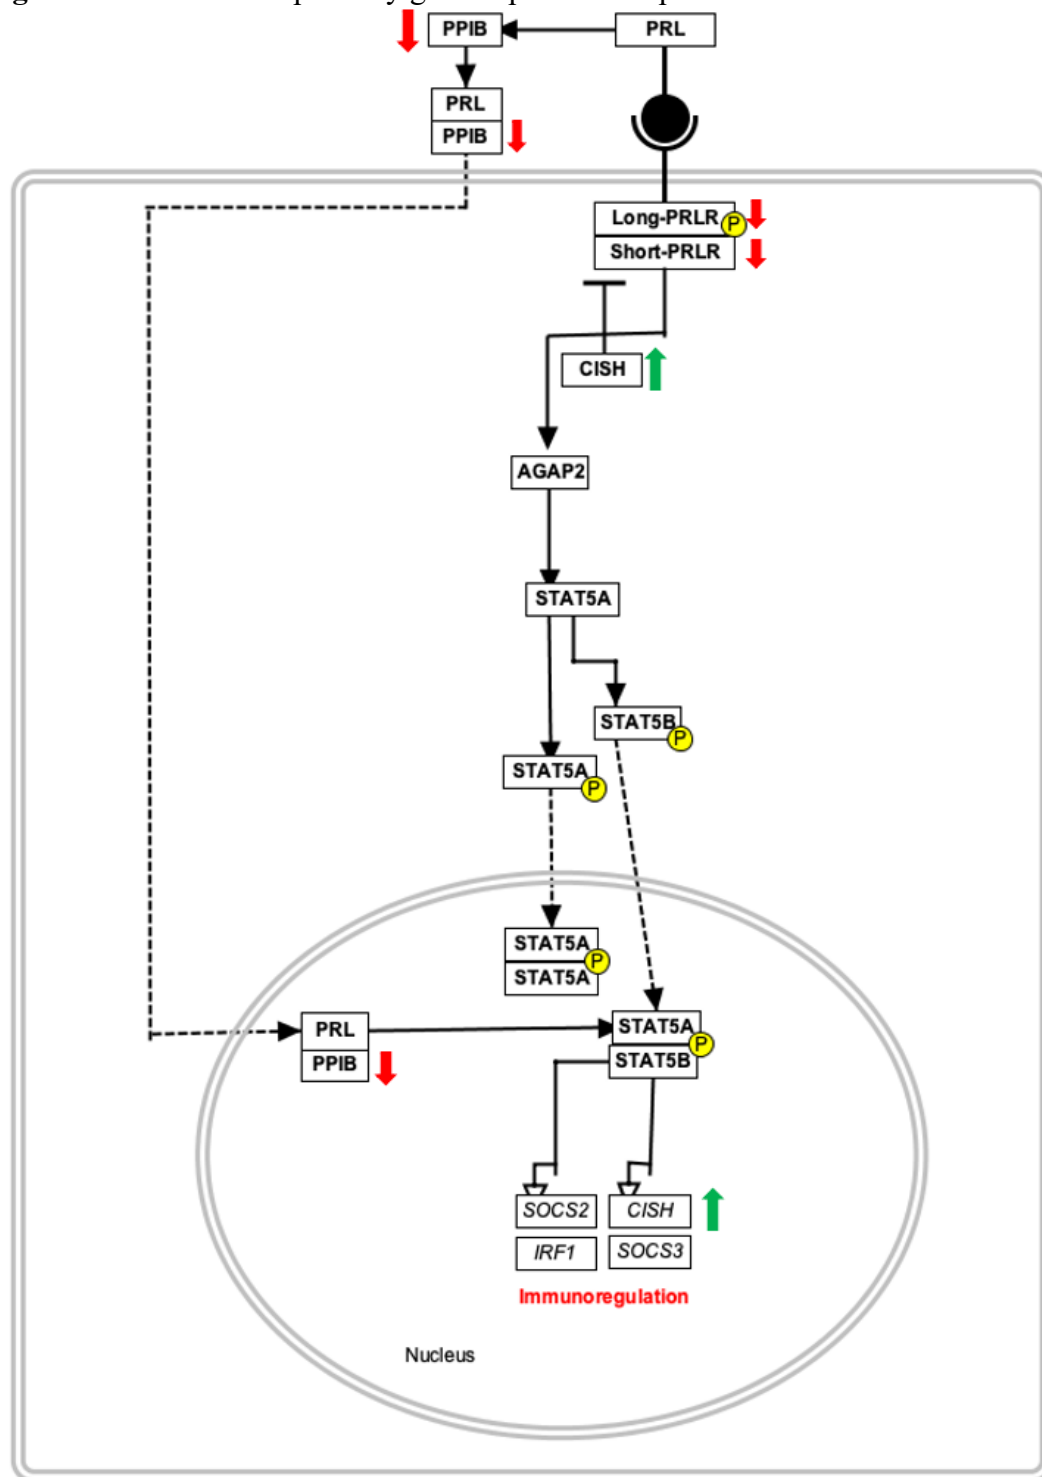 PPIB
PRL
PRL
PPIB
Long-PRLR
P
Short-PRLR
CISH
AGAP2
STAT5A
STAT5B
P
STAT5A
P
STAT5A
P
STAT5A
PRL
STAT5A
P
PPIB
STAT5B
SOCS2
CISH
IRF1
SOCS3
Immunoregulation
Nucleus